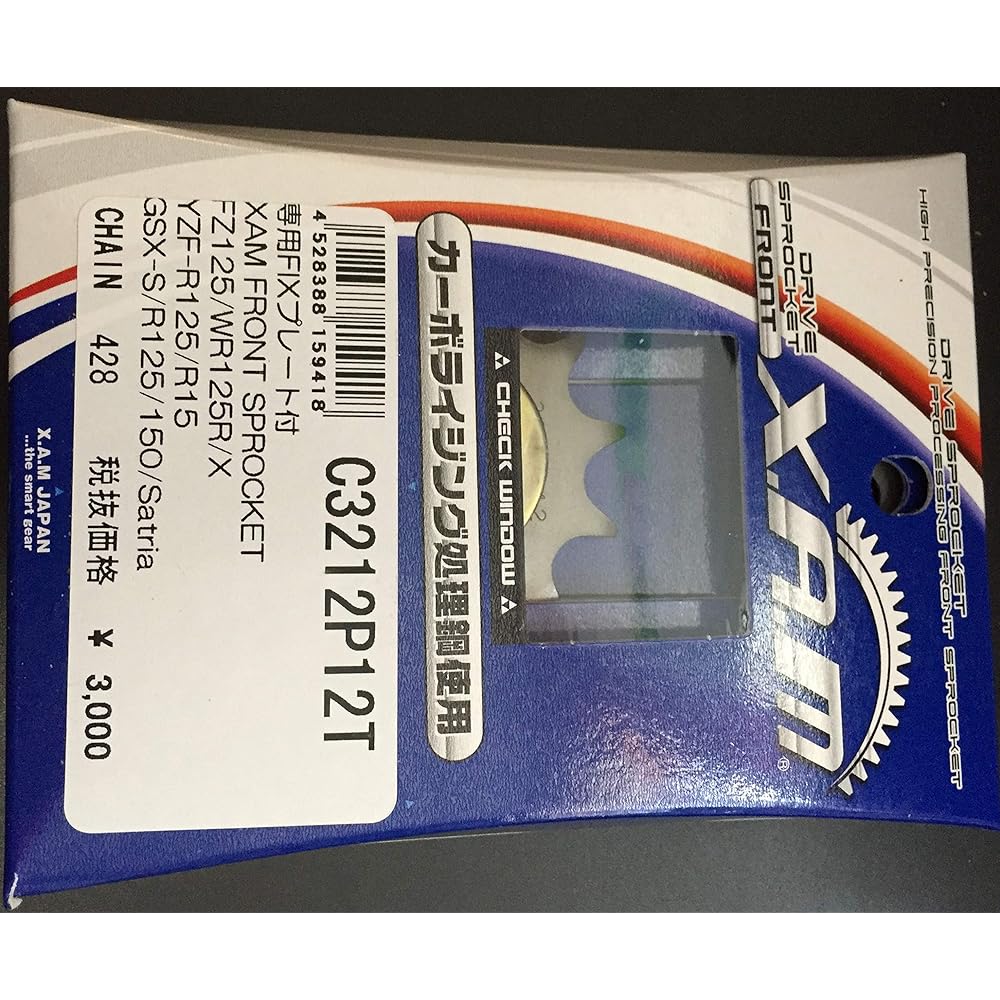 HIGH PRECISION PROCESSING FRONT SPROCKET
DRIVE SPROCKET
DRIVE
SPROCKET
FRONT
XAM®
△ CHECK WINDOW △
カーボライジング処理鋼使用
C3212P12T
4 528388 159418
専用FIXプレート付
XAM FRONT SPROCKET
FZ125/WR125R/X
YZF-R125/R15
GSX-S/R125/150/Satria
CHAIN 428 税抜価格 ¥ 3,000
X.A.M JAPAN
...the smart gear